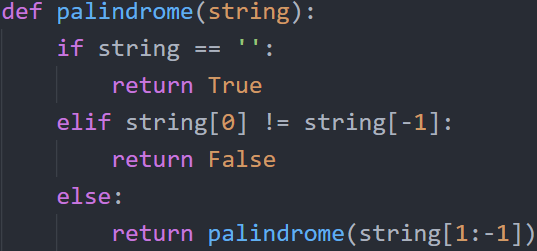 def palindrome(string):
    if string == '':
        return True
    elif string[0] != string[-1]:
        return False
    else:
        return palindrome(string[1:-1])